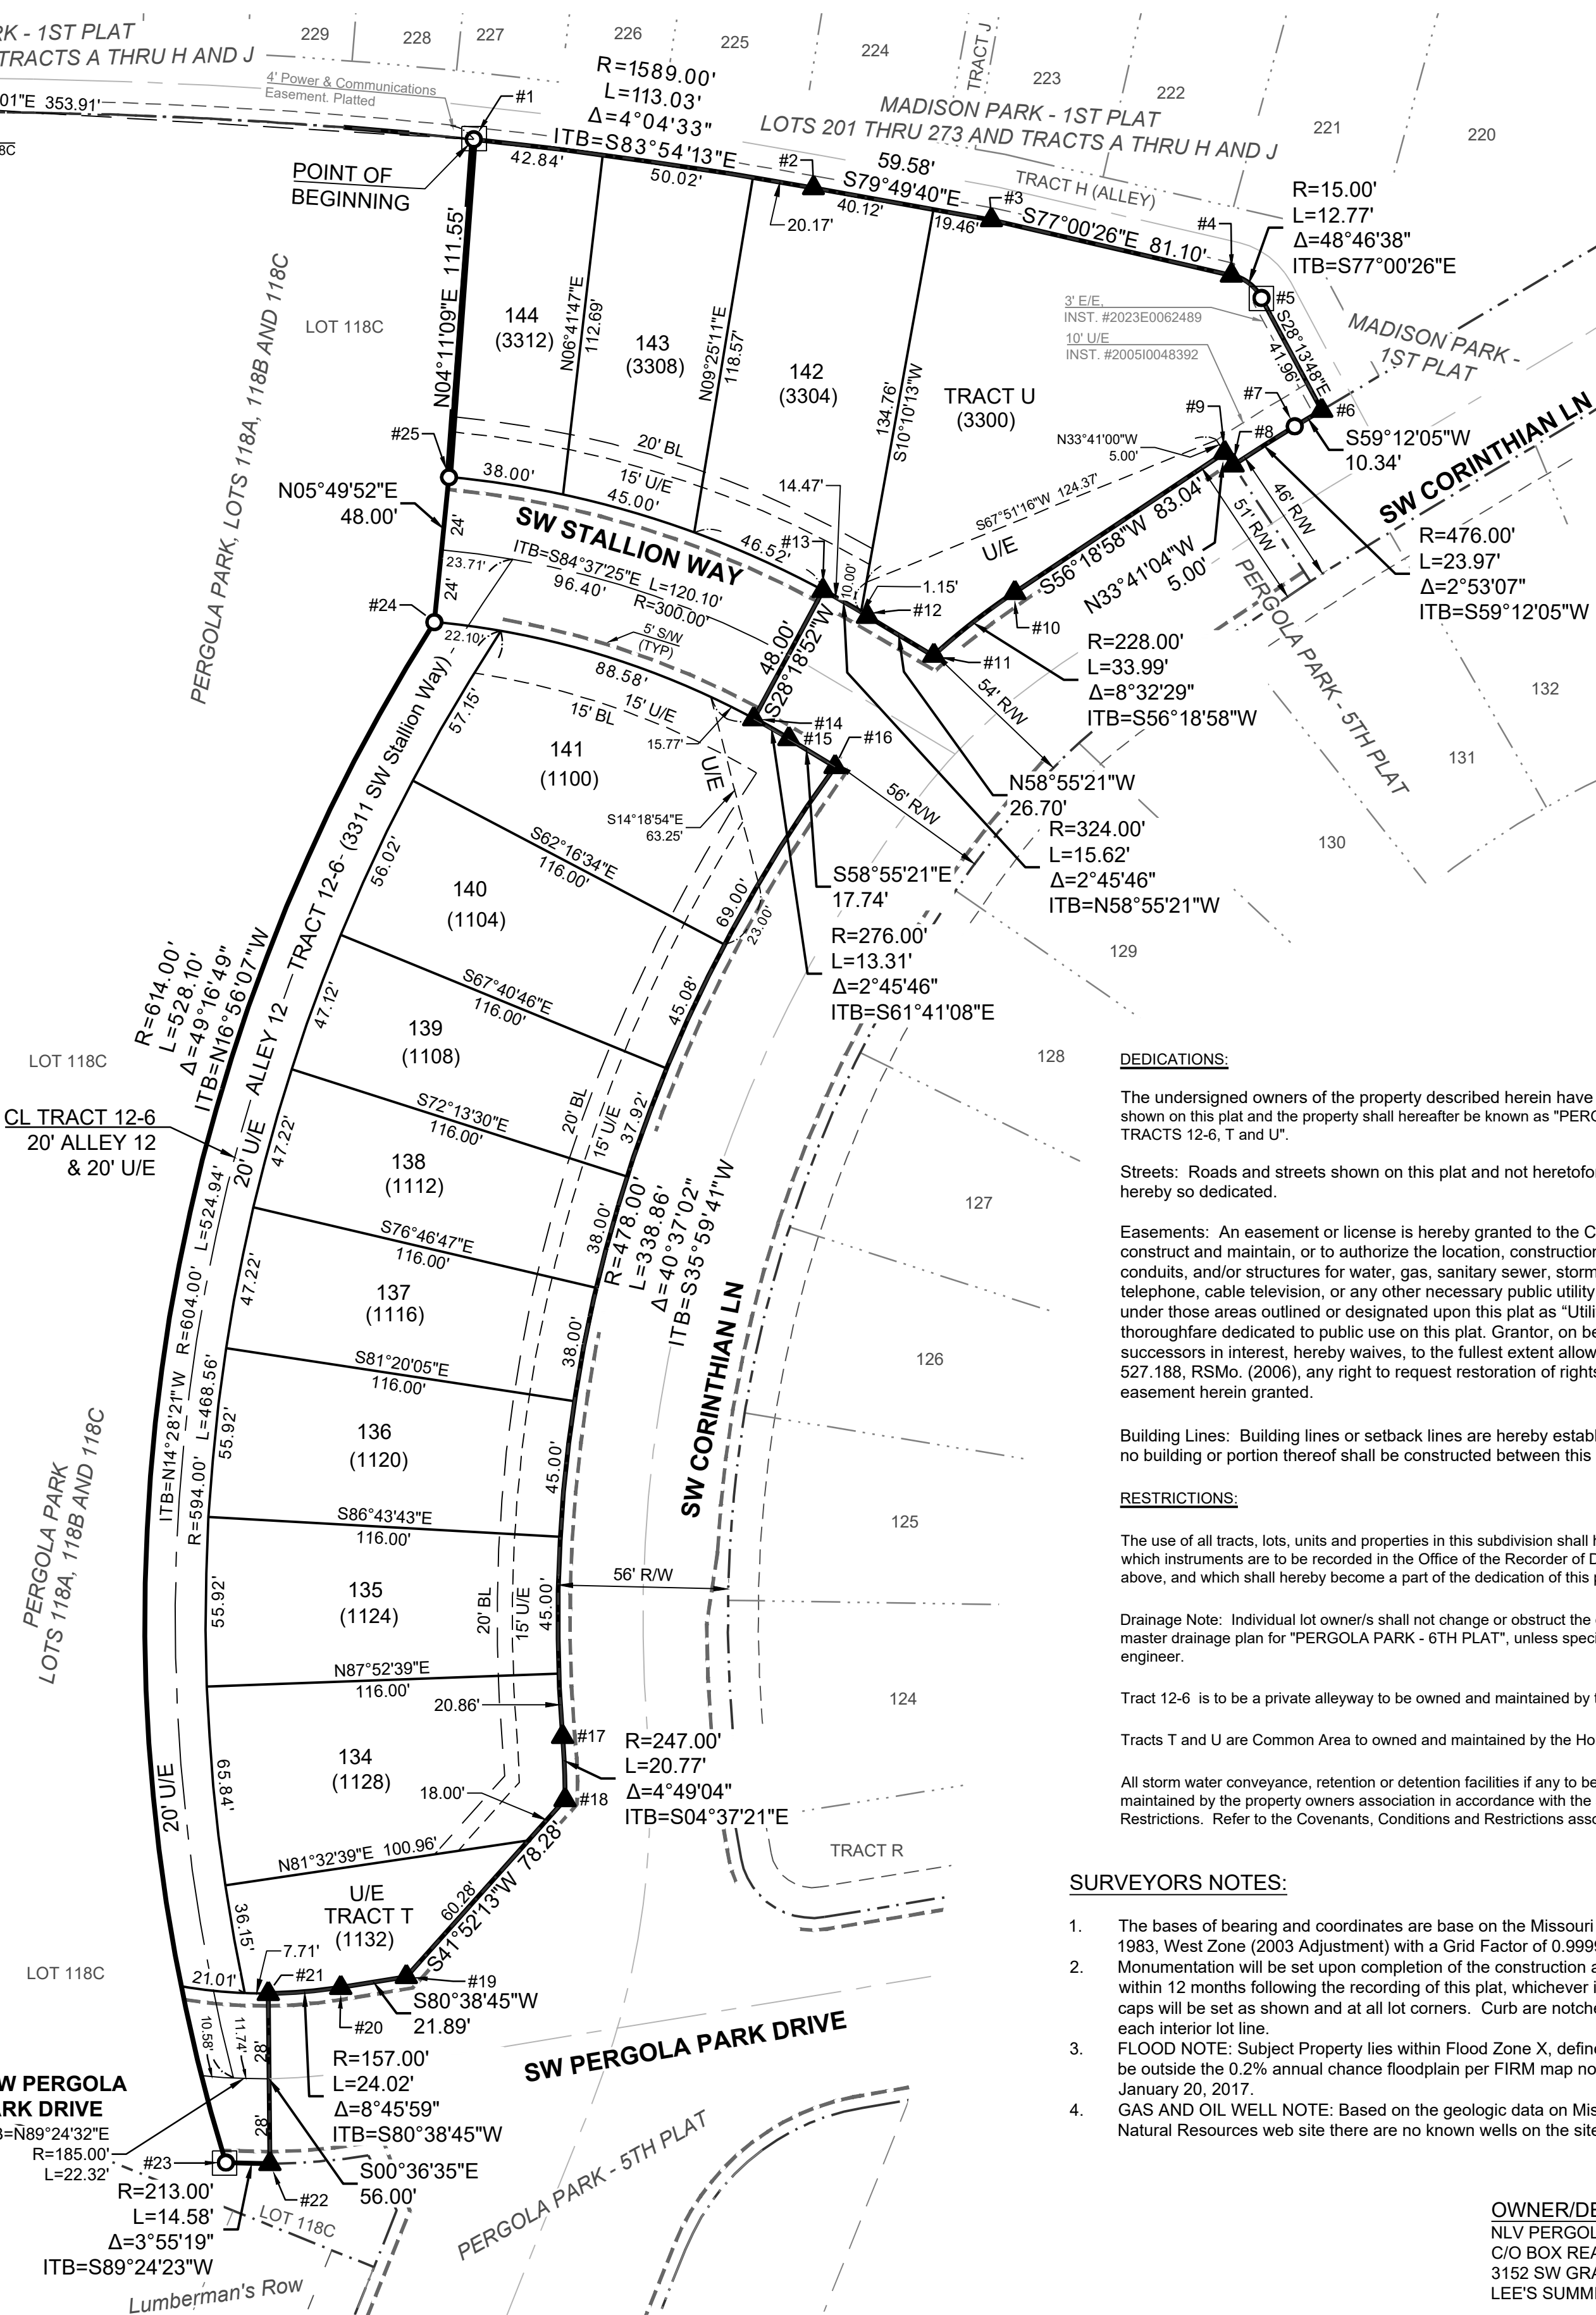 RK - 1ST PLAT
TRACTS A THRU H AND J
229
228
227
226
225
224
TRACT J
223
222
221
220
4' Power & Communications
Easement. Platted
01"E 353.91'
#1
R=1589.00'
L=113.03'
Δ=4°04'33"
ITB=S83°54'13"E
MADISON PARK - 1ST PLAT
LOTS 201 THRU 273 AND TRACTS A THRU H AND J
POINT OF
BEGINNING
42.84'
50.02'
20.17'
#2
59.58'
S79°49'40"E
40.12'
19.46'
TRACT H (ALLEY)
#3
S77°00'26"E 81.10'
#4
R=15.00'
L=12.77'
Δ=48°46'38"
ITB=S77°00'26"E
#5
S28°13'48"E
41.96'
MADISON PARK -
1ST PLAT
N04°11'09"E 111.55'
PERGOLA PARK, LOTS 118A, 118B AND 118C
LOT 118C
144
(3312)
N06°41'47"E
112.69'
143
(3308)
N09°25'11"E
118.57'
142
(3304)
134.76'
S10°10'13"W
TRACT U
(3300)
3' E/E,
INST. #2023E0062489
10' U/E
INST. #2005I0048392
#7
#6
#9
#8
N33°41'00"W
5.00'
S59°12'05"W
10.34'
SW CORINTHIAN LN
#25
N05°49'52"E
48.00'
24'
24'
38.00'
45.00'
46.52'
20' BL
15' U/E
14.47'
#13
SW STALLION WAY
ITB=S84°37'25"E L=120.10'
96.40'
R=300.00'
23.71'
5' S/W
(TYP)
#24
22.10'
88.58'
48.00'
S28°18'52"W
10.00'
1.15'
#12
S67°51'16"W 124.37'
U/E
S56°18'58"W 83.04'
N33°41'04"W
5.00'
46' R/W
51' R/W
R=476.00'
L=23.97'
Δ=2°53'07"
ITB=S59°12'05"W
#10
#11
R=228.00'
L=33.99'
Δ=8°32'29"
ITB=S56°18'58"W
54' R/W
PERGOLA PARK - 5TH PLAT
132
131
130
#14
#15
#16
56' R/W
N58°55'21"W
26.70'
R=324.00'
L=15.62'
Δ=2°45'46"
ITB=N58°55'21"W
S58°55'21"E
17.74'
R=276.00'
L=13.31'
Δ=2°45'46"
ITB=S61°41'08"E
15' U/E
15' BL
15.77'
U/E
S14°18'54"E
63.25'
141
(1100)
57.15'
S62°16'34"E
116.00'
69.00'
23.00'
140
(1104)
56.02'
S67°40'46"E
116.00'
45.08'
139
(1108)
47.12'
S72°13'30"E
116.00'
37.92'
20' BL
15' U/E
138
(1112)
47.22'
S76°46'47"E
116.00'
38.00'
137
(1116)
47.22'
S81°20'05"E
116.00'
38.00'
136
(1120)
55.92'
S86°43'43"E
116.00'
45.00'
135
(1124)
55.92'
20' BL
15' U/E
45.00'
N87°52'39"E
116.00'
20.86'
134
(1128)
65.84'
18.00'
N81°32'39"E 100.96'
R=614.00'
L=528.10'
Δ=49°16'49"
ITB=N16°56'07"W
20' U/E — ALLEY 12 — TRACT 12-6- (3311 SW Stallion Way)
LOT 118C
CL TRACT 12-6
20' ALLEY 12
& 20' U/E
ITB=N14°28'21"W R=604.00' L=524.94'
R=594.00' L=468.56'
PERGOLA PARK
LOTS 118A, 118B AND 118C
R=478.00'
L=338.86'
Δ=40°37'02"
ITB=S35°59'41"W
SW CORINTHIAN LN
56' R/W
129
128
127
126
125
124
#17
#18
R=247.00'
L=20.77'
Δ=4°49'04"
ITB=S04°37'21"E
TRACT R
20' U/E
U/E
TRACT T
(1132)
36.15'
60.28'
S41°52'13"W 78.28'
LOT 118C
21.01'
7.71'
#21
#19
S80°38'45"W
21.89'
#20
10.58'
11.74'
28'
28'
R=157.00'
L=24.02'
Δ=8°45'59"
ITB=S80°38'45"W
S00°36'35"E
56.00'
W PERGOLA
ARK DRIVE
B=N89°24'32"E
R=185.00'
L=22.32'
#23
#22
R=213.00'
L=14.58'
Δ=3°55'19"
ITB=S89°24'23"W
LOT 118C
Lumberman's Row
SW PERGOLA PARK DRIVE
PERGOLA PARK - 5TH PLAT
DEDICATIONS:
The undersigned owners of the property described herein have
shown on this plat and the property shall hereafter be known as "PERG
TRACTS 12-6, T and U".
Streets: Roads and streets shown on this plat and not heretofor
hereby so dedicated.
Easements: An easement or license is hereby granted to the C
construct and maintain, or to authorize the location, construction
conduits, and/or structures for water, gas, sanitary sewer, storm
telephone, cable television, or any other necessary public utility
under those areas outlined or designated upon this plat as “Utili
thoroughfare dedicated to public use on this plat. Grantor, on be
successors in interest, hereby waives, to the fullest extent allow
527.188, RSMo. (2006), any right to request restoration of rights
easement herein granted.
Building Lines: Building lines or setback lines are hereby establ
no building or portion thereof shall be constructed between this
RESTRICTIONS:
The use of all tracts, lots, units and properties in this subdivision shall h
which instruments are to be recorded in the Office of the Recorder of D
above, and which shall hereby become a part of the dedication of this p
Drainage Note: Individual lot owner/s shall not change or obstruct the
master drainage plan for "PERGOLA PARK - 6TH PLAT", unless speci
engineer.
Tract 12-6 is to be a private alleyway to be owned and maintained by t
Tracts T and U are Common Area to owned and maintained by the Ho
All storm water conveyance, retention or detention facilities if any to be
maintained by the property owners association in accordance with the
Restrictions. Refer to the Covenants, Conditions and Restrictions asso
SURVEYORS NOTES:
1. The bases of bearing and coordinates are base on the Missouri
1983, West Zone (2003 Adjustment) with a Grid Factor of 0.9999
2. Monumentation will be set upon completion of the construction a
within 12 months following the recording of this plat, whichever i
caps will be set as shown and at all lot corners. Curb are notche
each interior lot line.
3. FLOOD NOTE: Subject Property lies within Flood Zone X, define
be outside the 0.2% annual chance floodplain per FIRM map no
January 20, 2017.
4. GAS AND OIL WELL NOTE: Based on the geologic data on Mis
Natural Resources web site there are no known wells on the site
OWNER/DE
NLV PERGOL
C/O BOX REA
3152 SW GRA
LEE'S SUMMI